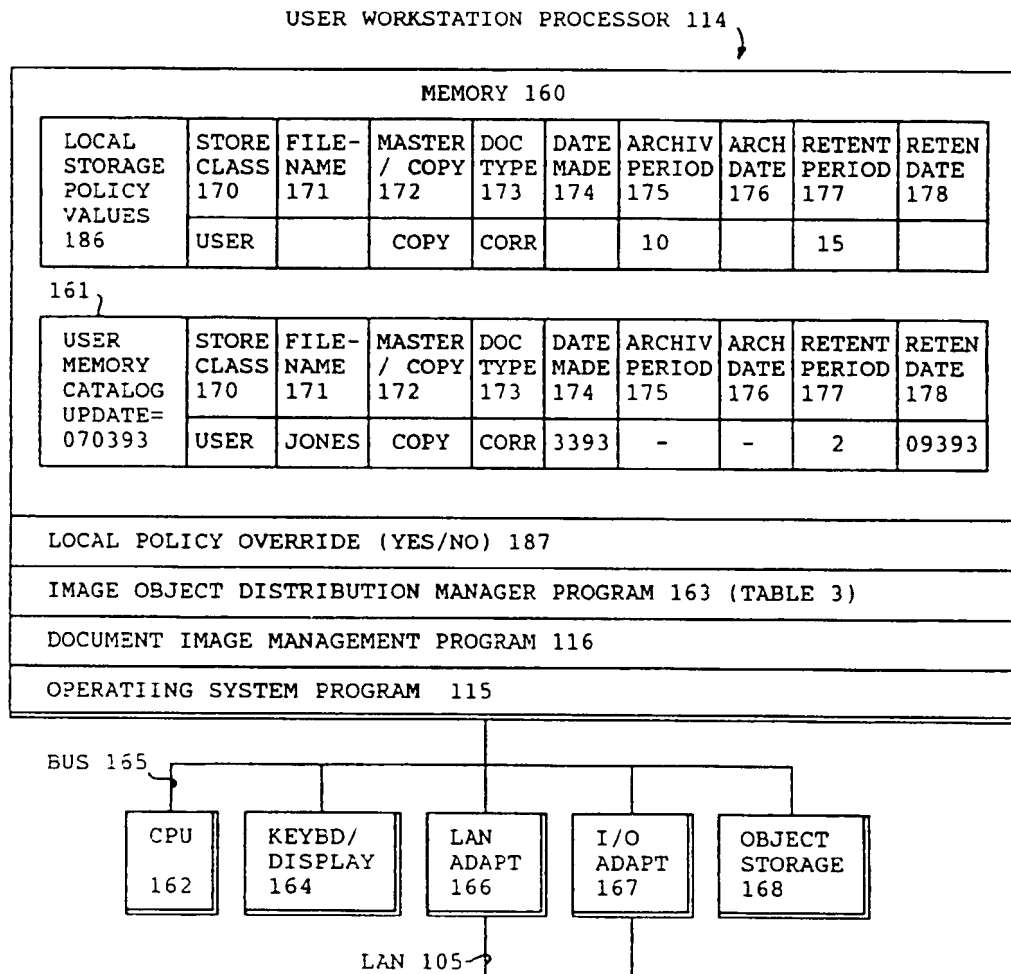 USER WORKSTATION PROCESSOR 114
MEMORY 160
LOCAL STORAGE POLICY VALUES 186
STORE CLASS 170
FILE-NAME 171
MASTER / COPY 172
DOC TYPE 173
DATE MADE 174
ARCHIV PERIOD 175
ARCH DATE 176
RETENT PERIOD 177
RETEN DATE 178
USER COPY CORR 10 15
161
USER MEMORY CATALOG UPDATE= 070393
STORE CLASS 170
FILE-NAME 171
MASTER / COPY 172
DOC TYPE 173
DATE MADE 174
ARCHIV PERIOD 175
ARCH DATE 176
RETENT PERIOD 177
RETEN DATE 178
USER JONES COPY CORR 3393 - - 2 09393
LOCAL POLICY OVERRIDE (YES/NO) 187
IMAGE OBJECT DISTRIBUTION MANAGER PROGRAM 163 (TABLE 3)
DOCUMENT IMAGE MANAGEMENT PROGRAM 116
OPERATIING SYSTEM PROGRAM 115
BUS 165
CPU 162
KEYBD/ DISPLAY 164
LAN ADAPT 166
I/O ADAPT 167
OBJECT STORAGE 168
LAN 105